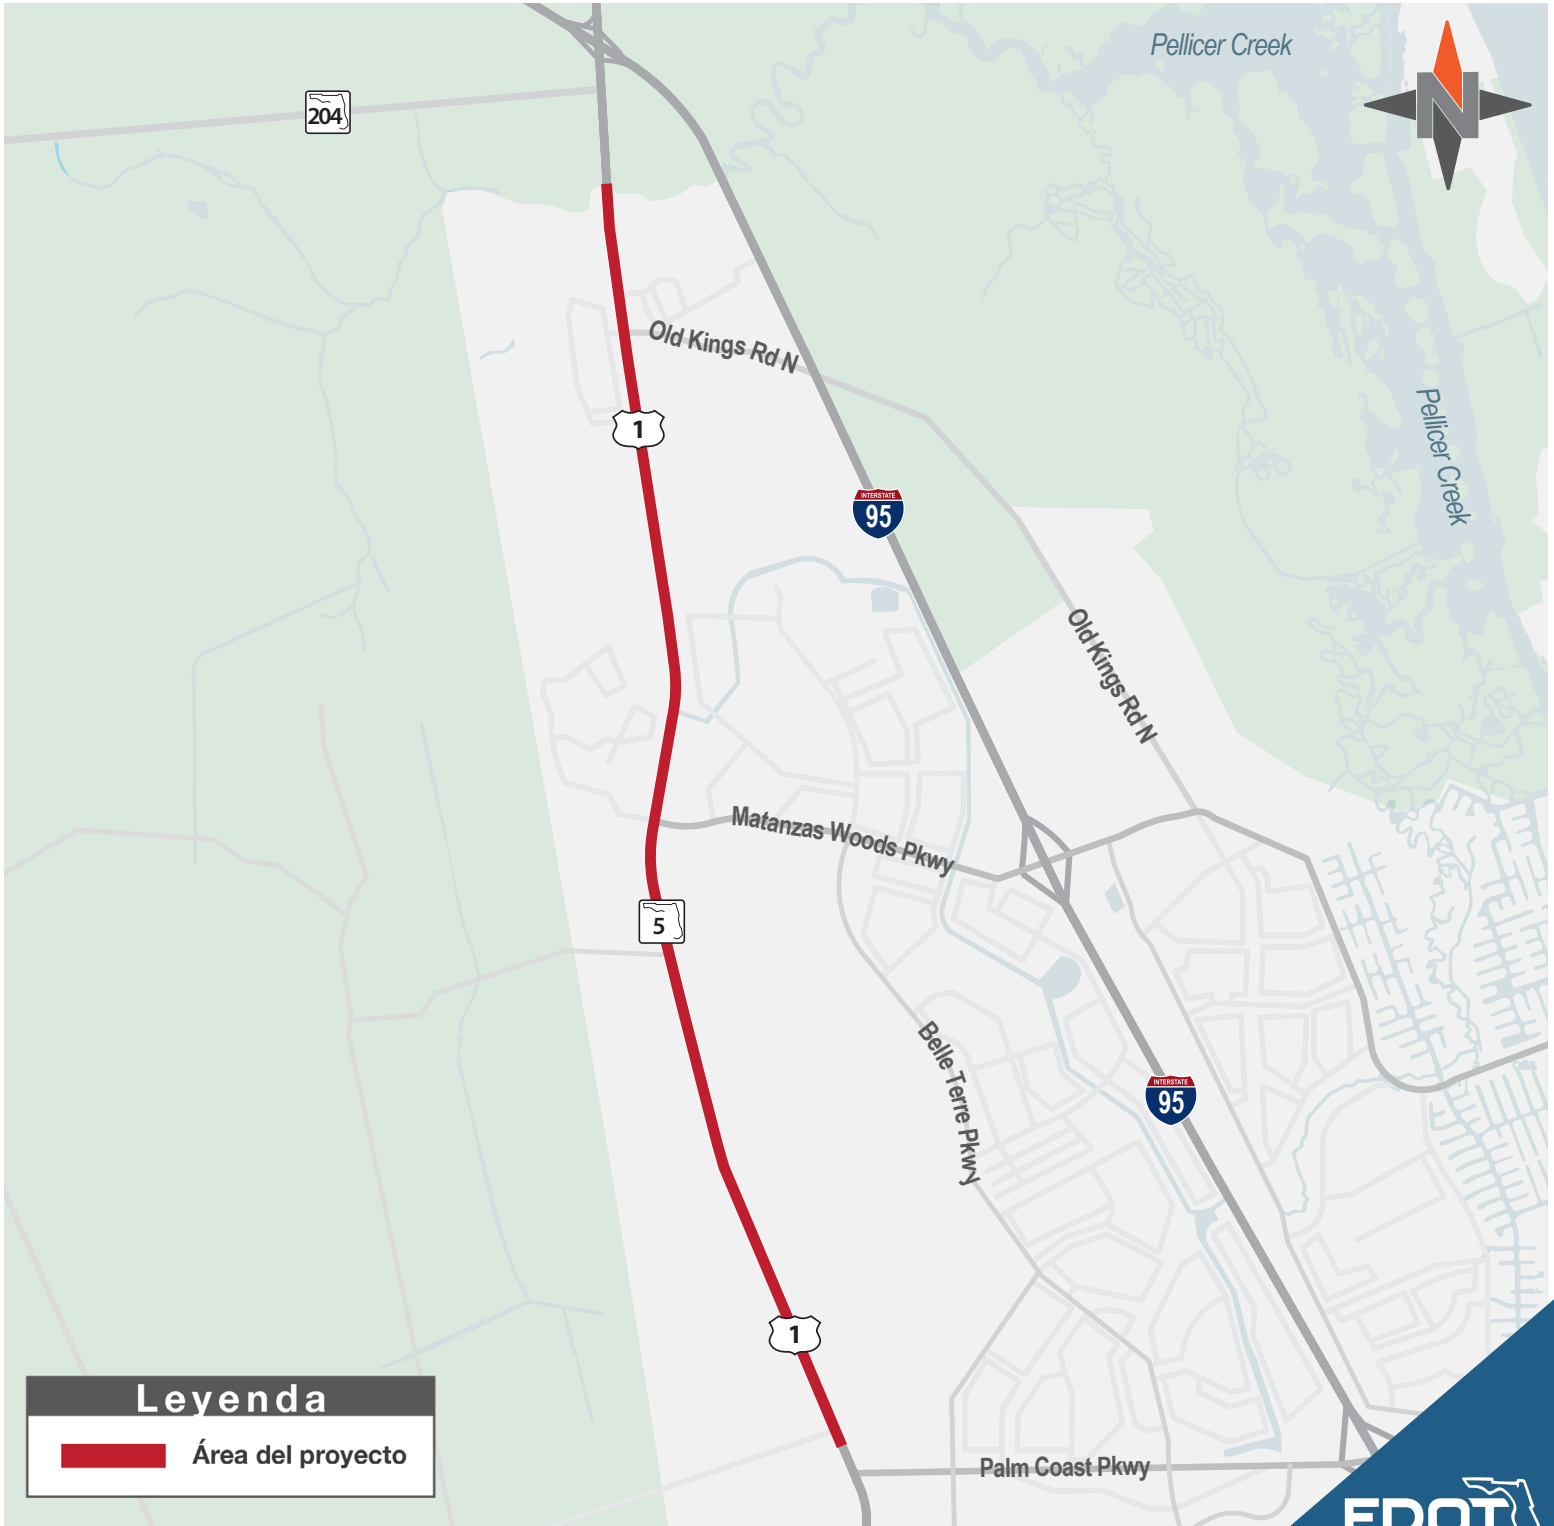 Pellicer Creek
N
204
Old Kings Rd N
Pellicer Creek
1
INTERSTATE
95
Old Kings Rd N
Matanzas Woods Pkwy
5
Belle Terre Pkwy
INTERSTATE
95
1
Leyenda
Área del proyecto
Palm Coast Pkwy
FDOT